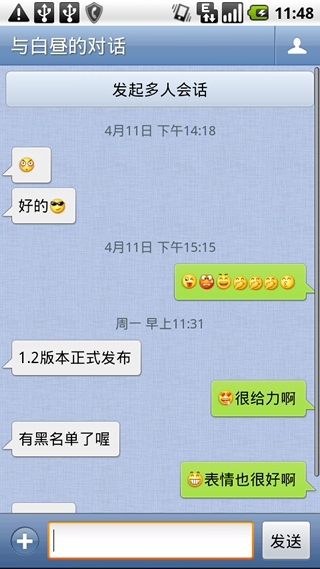 11:48
与白昼的对话
发起多人会话
4月11日 下午14:18
好的
4月11日 下午15:15
周一 早上11:31
1.2版本正式发布
很给力啊
有黑名单了喔
表情也很好啊
发送